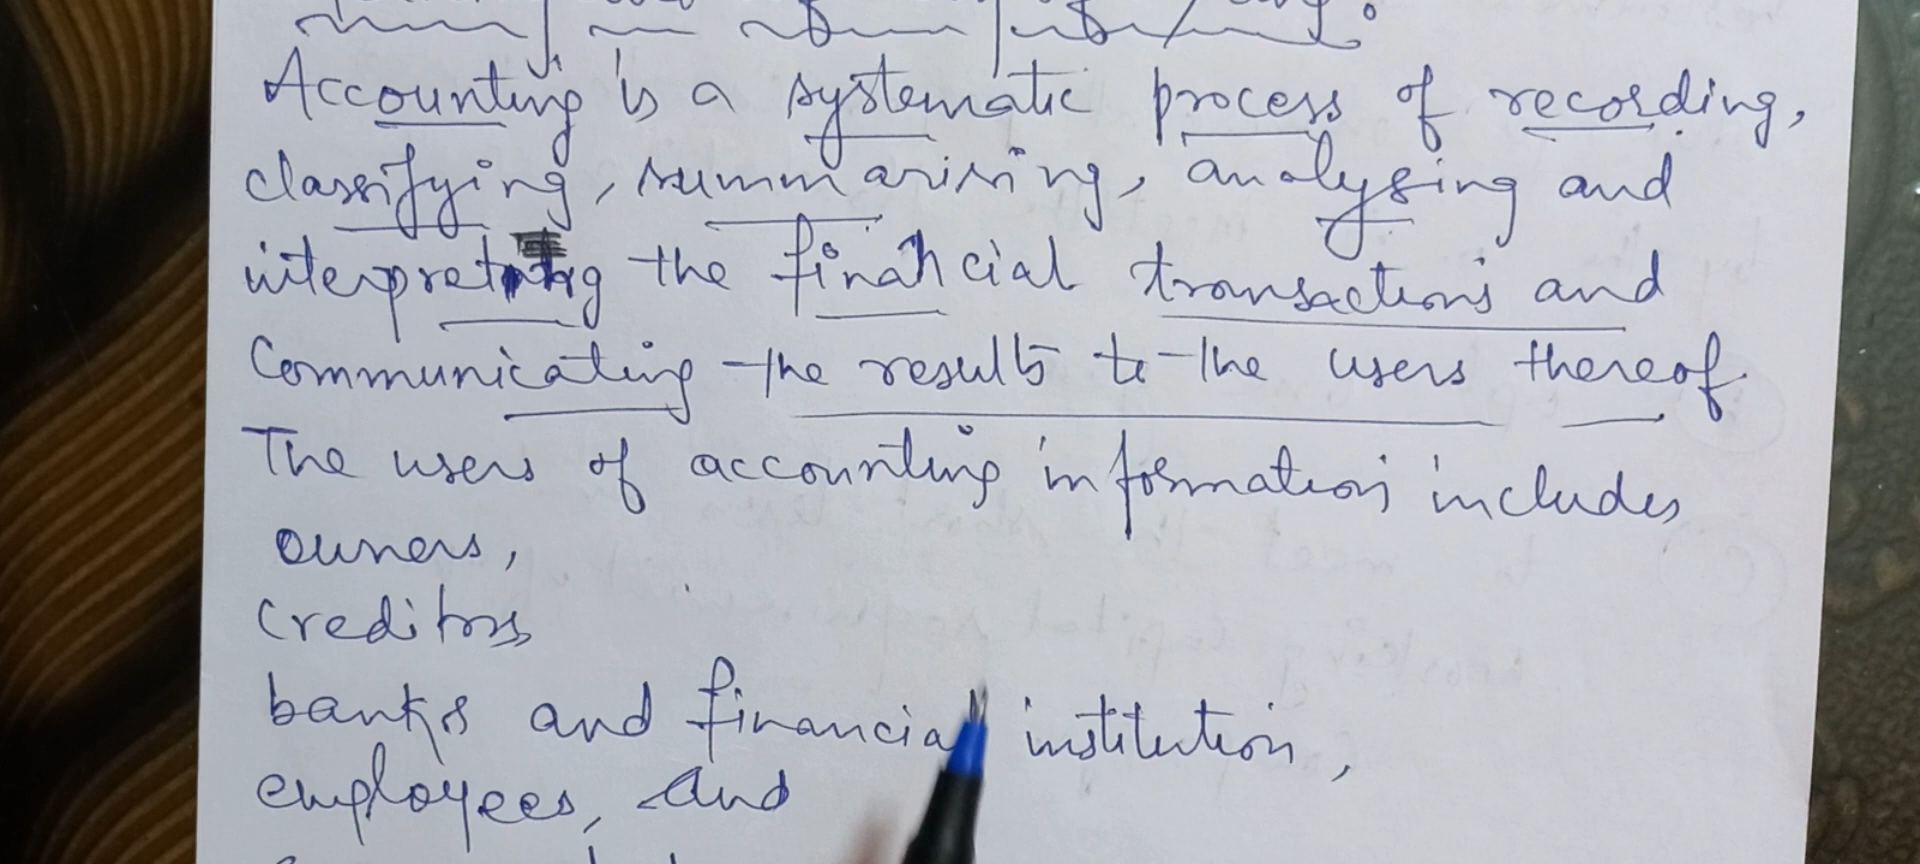 Accounting is a systematic process of recording,
classifying, summarising, analysing and
interpreting the financial transactions and
Communicating the results to the users thereof.
The users of accounting information includes
owners,
Creditors
banks and financial institution,
employees, and